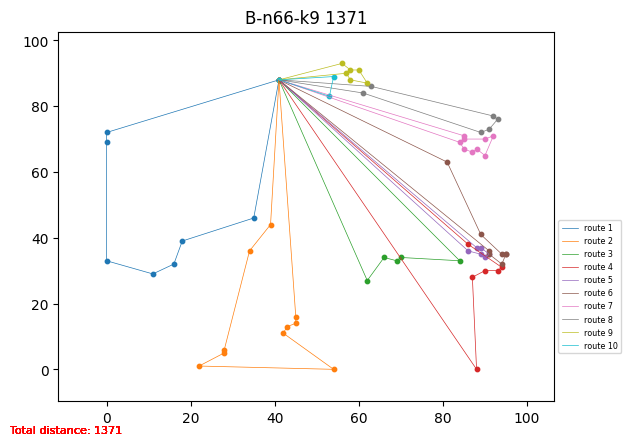 B-n66-k9 1371
100
80
60
40
20
0
0 20 40 60 80 100
route 1
route 2
route 3
route 4
route 5
route 6
route 7
route 8
route 9
route 10
Total distance: 1371